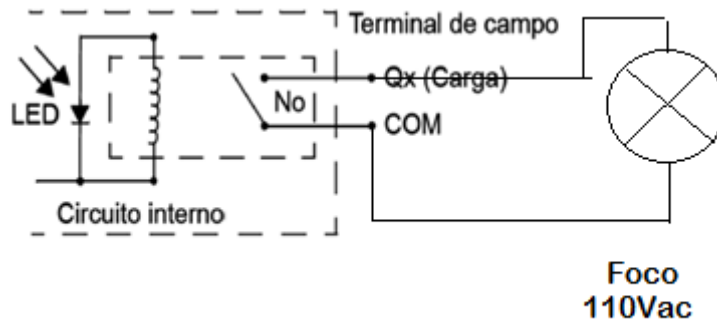 Terminal de campo
LED
No
Qx (Carga)
COM
Circuito interno
Foco
110Vac